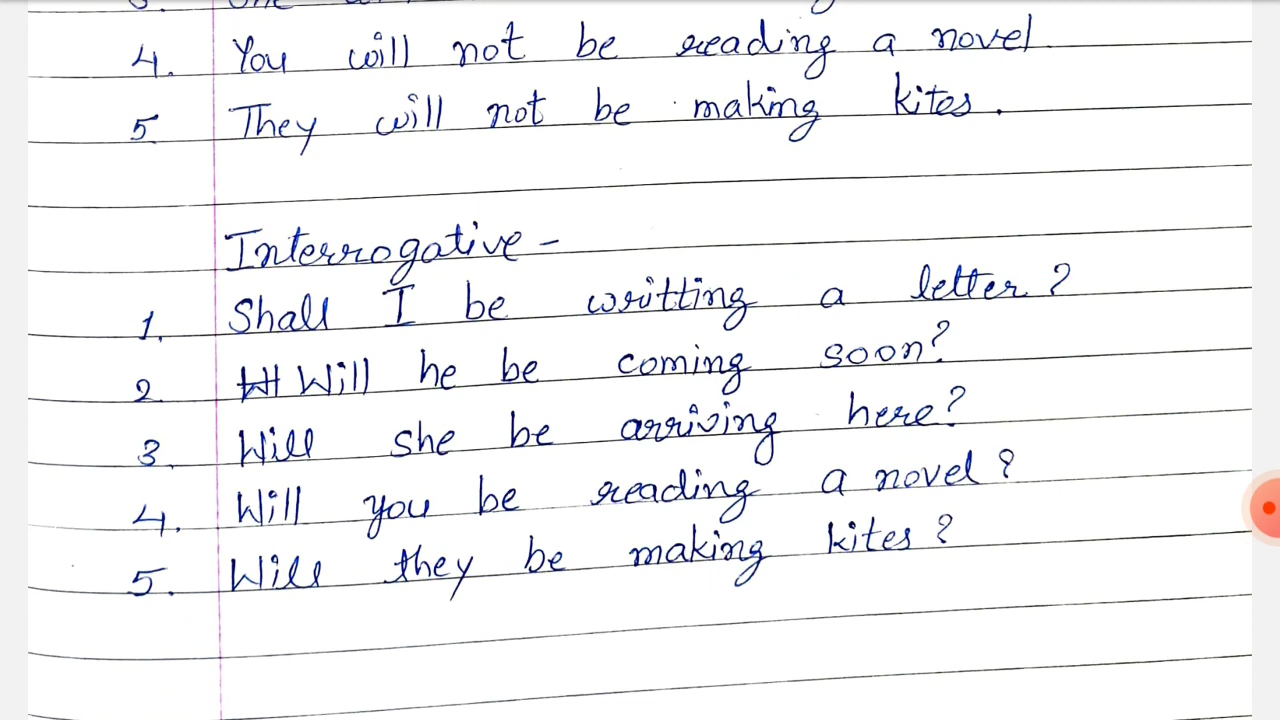 4. You will not be reading a novel
5. They will not be making kites.
Interrogative -
1. Shall I be writting a letter?
2 Will he be coming soon?
3. Will she be arriving here?
4. Will you be reading a novel?
5. Will they be making kites?